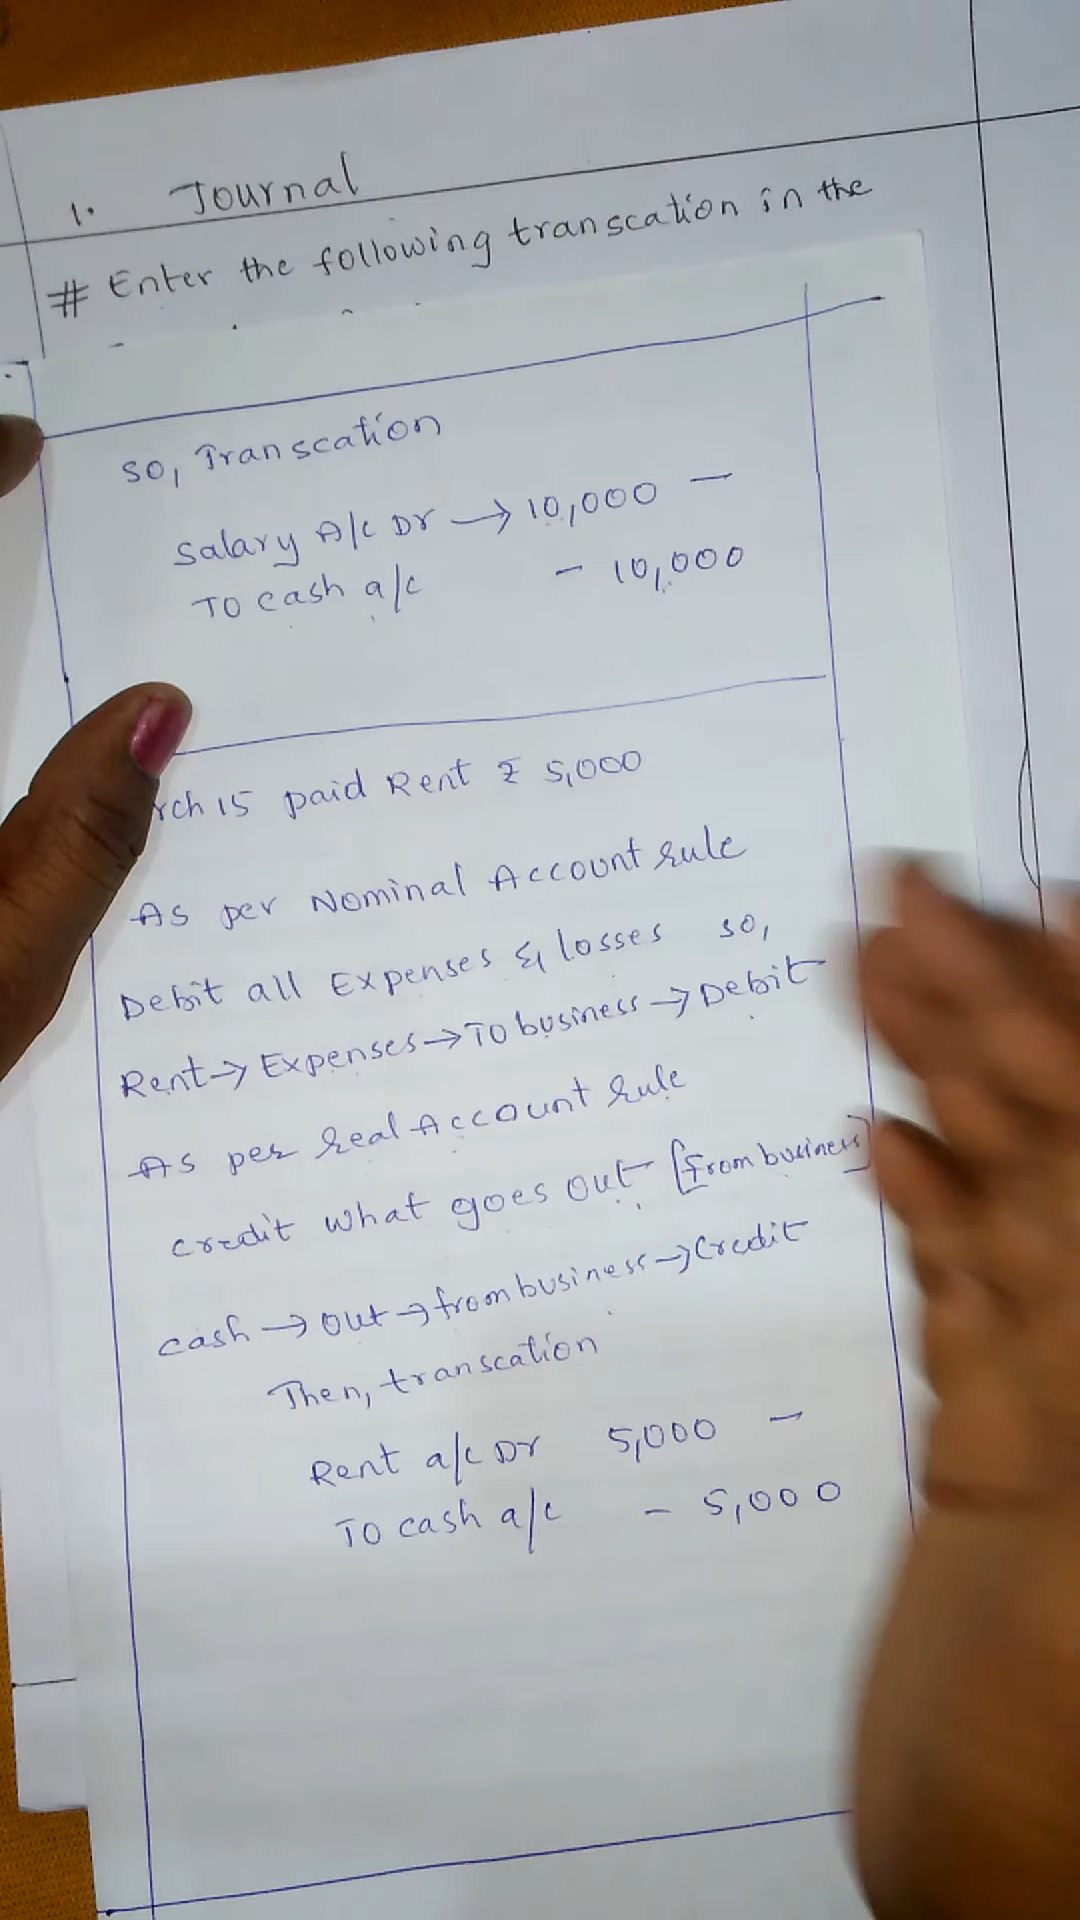 1. Journal
# Enter the following transcation in the
so, Transcation
Salary A/c Dr → 10,000 —
To cash a/c — 10,000
rch 15 paid Rent ₹ 5,000
As per Nominal Account rule
Debit all Expenses & losses so,
Rent → Expenses → To business → Debit
As per real Account rule
credit what goes out [from business]
cash → out → from business → Credit
Then, transcation
Rent a/c Dr 5,000 —
To cash a/c — 5,000